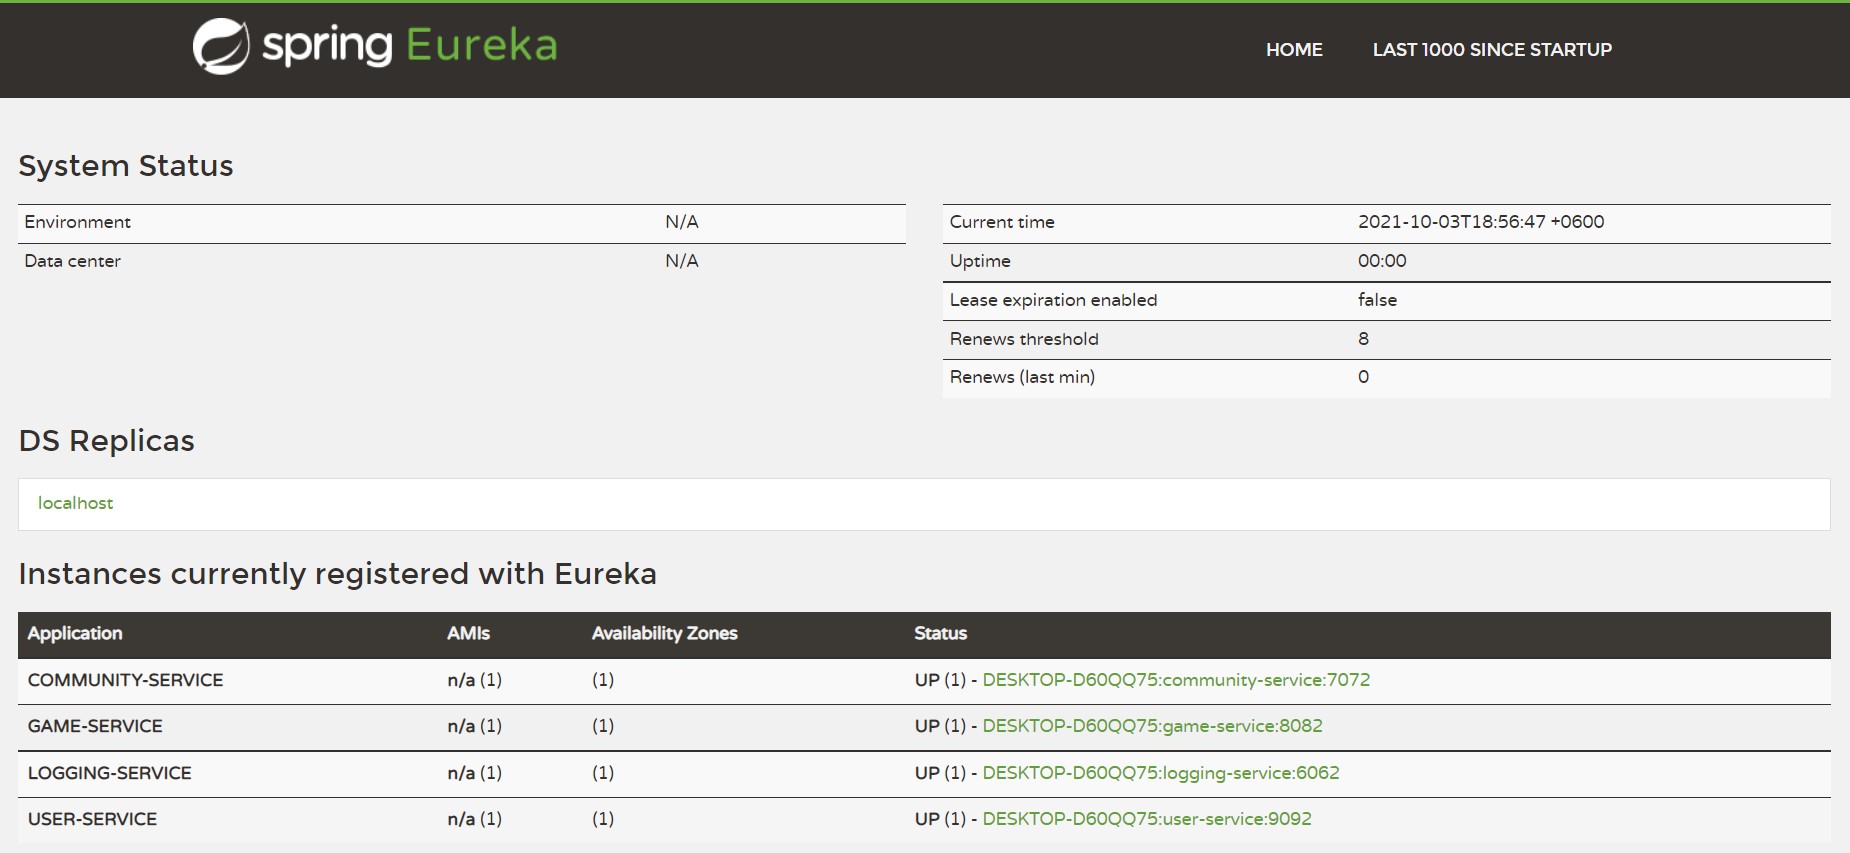 spring Eureka
HOME LAST 1000 SINCE STARTUP
System Status
Environment N/A
Data center N/A
Current time 2021-10-03T18:56:47 +0600
Uptime 00:00
Lease expiration enabled false
Renews threshold 8
Renews (last min) 0
DS Replicas
localhost
Instances currently registered with Eureka
Application AMIs Availability Zones Status
COMMUNITY-SERVICE n/a (1) (1) UP (1) - DESKTOP-D60QQ75:community-service:7072
GAME-SERVICE n/a (1) (1) UP (1) - DESKTOP-D60QQ75:game-service:8082
LOGGING-SERVICE n/a (1) (1) UP (1) - DESKTOP-D60QQ75:logging-service:6062
USER-SERVICE n/a (1) (1) UP (1) - DESKTOP-D60QQ75:user-service:9092